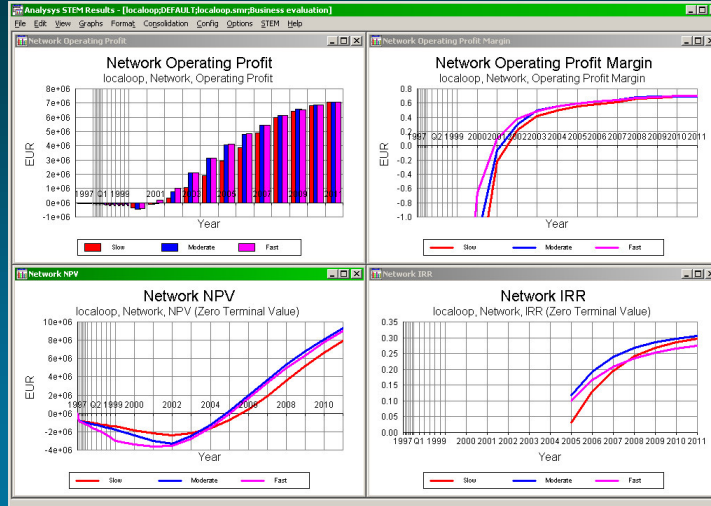 Analysys STEM Results - [localoop;DEFAULT;localoop.smr;Business evaluation]
File Edit View Graphs Format Consolidation Config Options STEM Help
Network Operating Profit
Network Operating Profit
localoop, Network, Operating Profit
8e+06
7e+06
6e+06
5e+06
4e+06
3e+06
2e+06
1e+06
0e+00
-1e+06
EUR
1997 Q1 1999 2001 2003 2005 2007 2009 2011
Year
Slow Moderate Fast
Network Operating Profit Margin
Network Operating Profit Margin
localoop, Network, Operating Profit Margin
0.8
0.6
0.4
0.2
0.0
-0.2
-0.4
-0.6
-0.8
-1.0
EUR
1997 Q2 1999 2000 2001 2002 2003 2004 2005 2006 2007 2008 2009 2010 2011
Year
Slow Moderate Fast
Network NPV
Network NPV
localoop, Network, NPV (Zero Terminal Value)
10e+06
8e+06
6e+06
4e+06
2e+06
0e+06
-2e+06
-4e+06
EUR
1997 Q2 1999 2000 2002 2004 2006 2008 2010
Year
Slow Moderate Fast
Network IRR
Network IRR
localoop, Network, IRR (Zero Terminal Value)
0.35
0.30
0.25
0.20
0.15
0.10
0.05
0.00
1997 Q1 1999 2000 2001 2002 2003 2004 2005 2006 2007 2008 2009 2010 2011
Year
Slow Moderate Fast